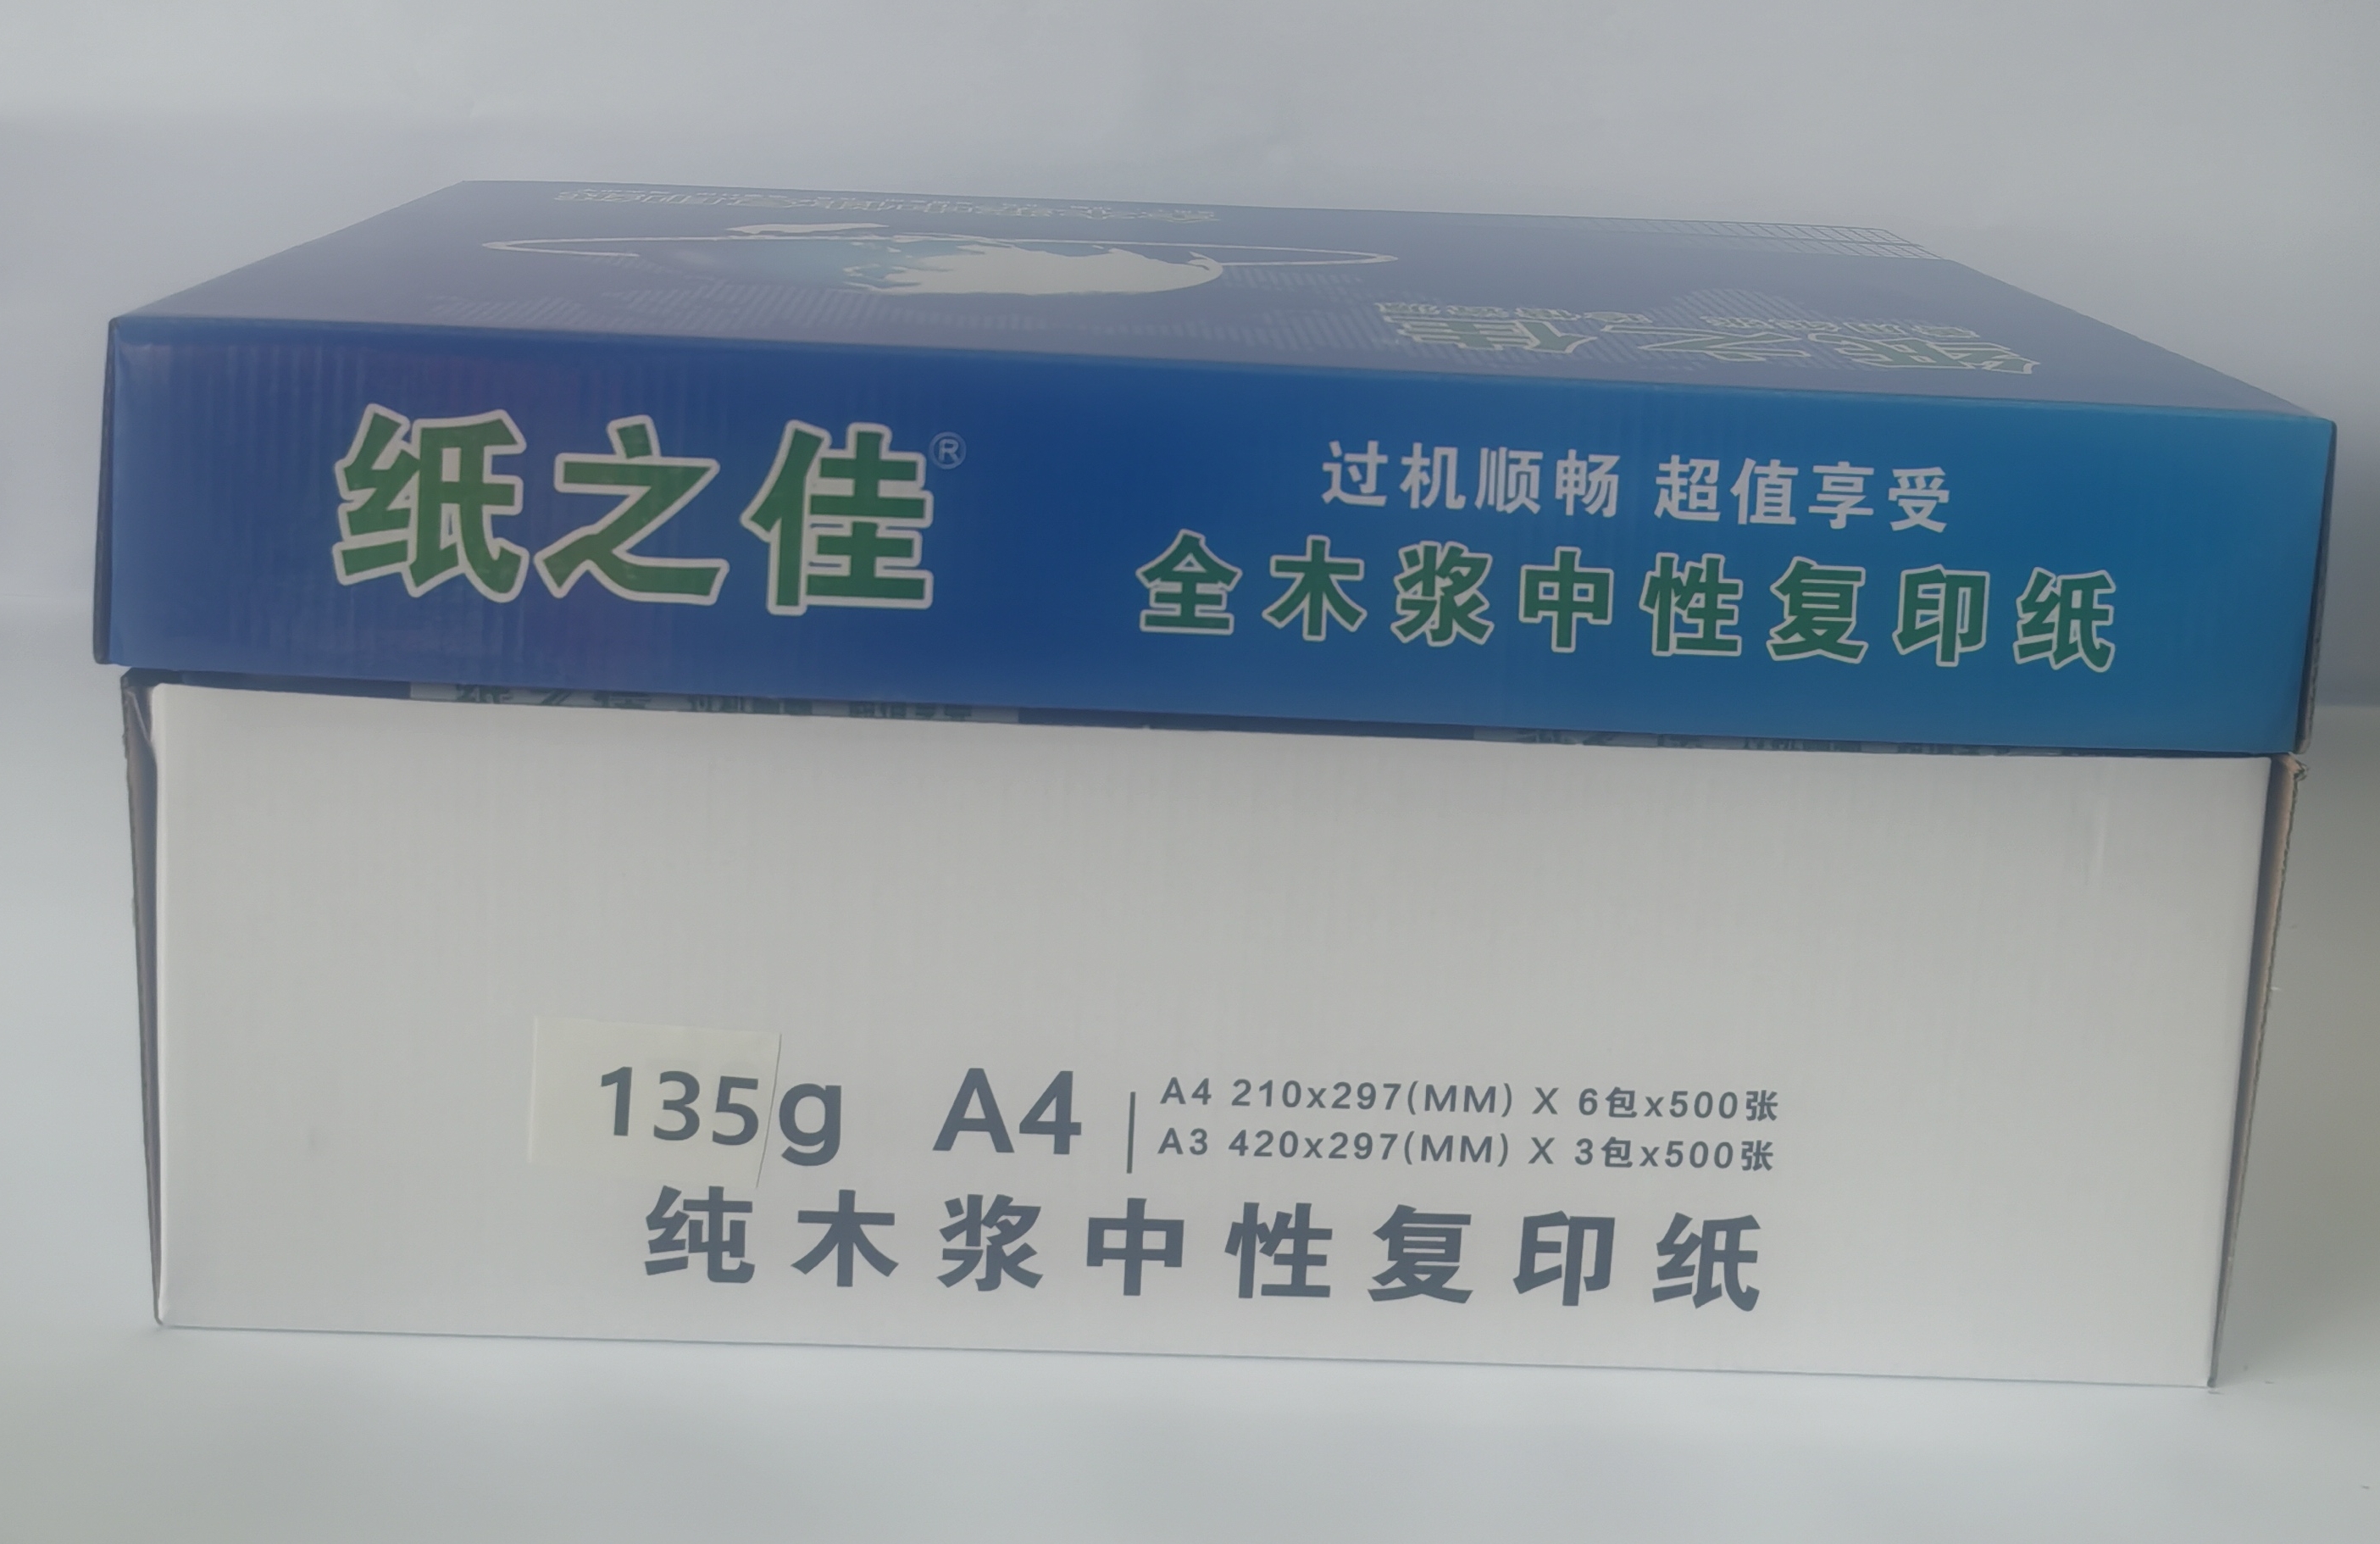 纸之佳®
过机顺畅 超值享受
全木浆中性复印纸
135g A4
A4 210x297(MM) X 6包x500张
A3 420x297(MM) X 3包x500张
纯木浆中性复印纸